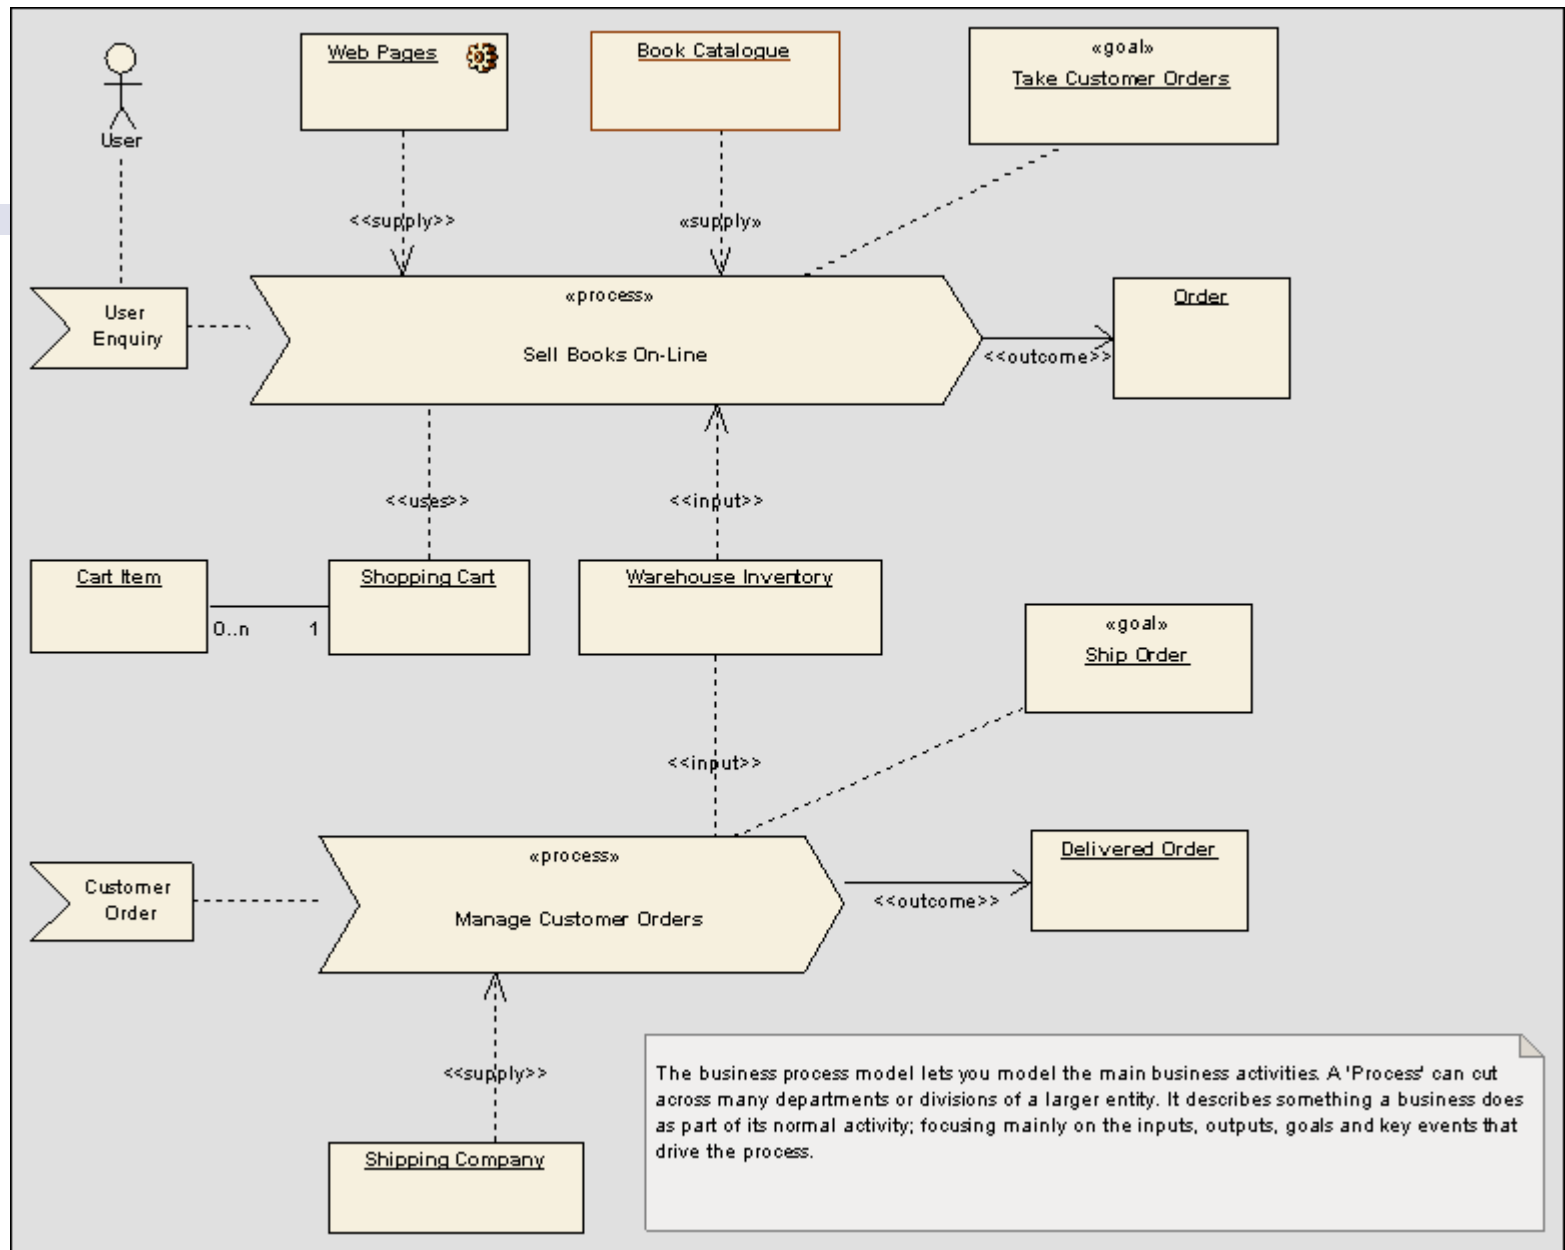 Web Pages
Book Catalogue
«goal»
Take Customer Orders
User
<<supply>>
«supply»
User
Enquiry
«process»
Sell Books On-Line
Order
<<outcome>>
<<uses>>
<<input>>
Cart Item
Shopping Cart
Warehouse Inventory
0..n
1
«goal»
Ship Order
<<input>>
Customer
Order
«process»
Manage Customer Orders
Delivered Order
<<outcome>>
<<supply>>
Shipping Company
The business process model lets you model the main business activities. A 'Process' can cut
across many departments or divisions of a larger entity. It describes something a business does
as part of its normal activity; focusing mainly on the inputs, outputs, goals and key events that
drive the process.